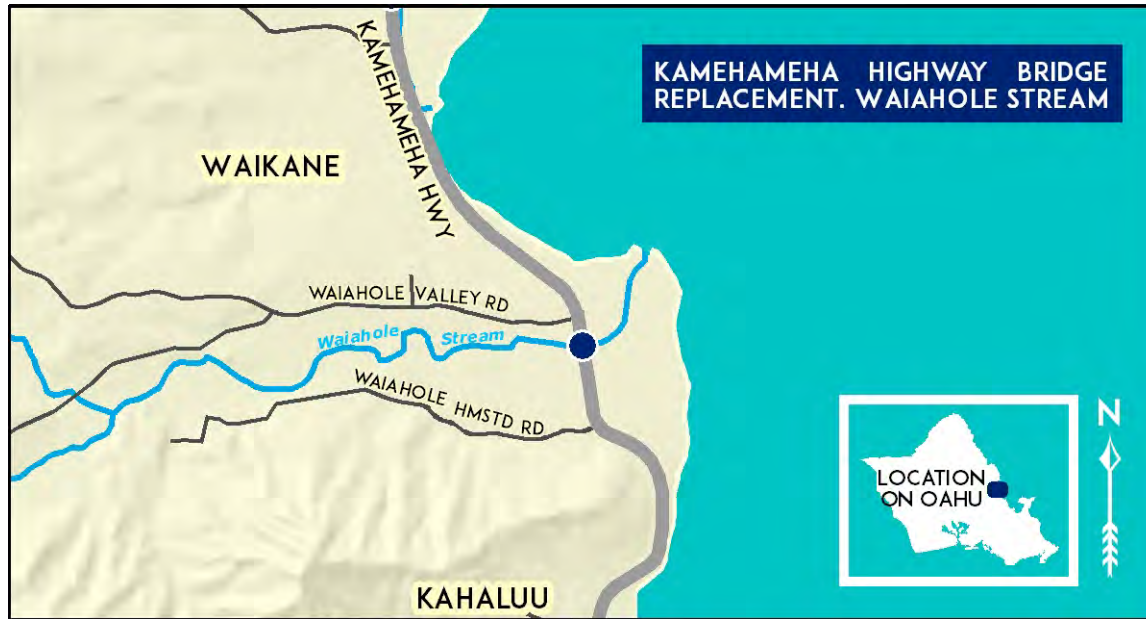 KAMEHAMEHA HIGHWAY BRIDGE
REPLACEMENT. WAIAHOLE STREAM
KAMEHAMEHA HWY
WAIKANE
WAIAHOLE VALLEY RD
Waiahole Stream
WAIAHOLE HMSTD RD
KAHALUU
N
LOCATION
ON OAHU